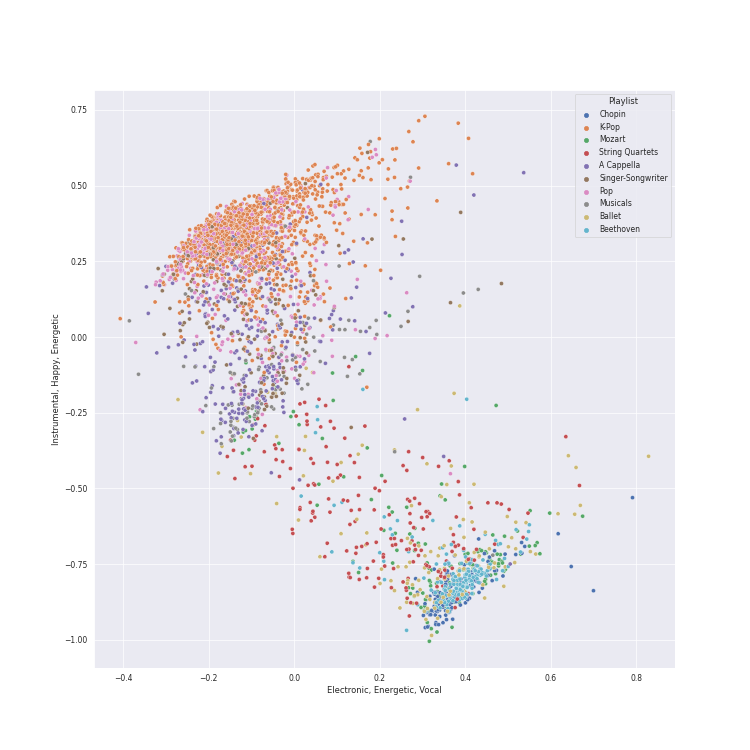 Playlist
Chopin
K-Pop
Mozart
String Quartets
A Cappella
Singer-Songwriter
Pop
Musicals
Ballet
Beethoven
0.75
0.50
0.25
0.00
−0.25
−0.50
−0.75
−1.00
Instrumental, Happy, Energetic
−0.4 −0.2 0.0 0.2 0.4 0.6 0.8
Electronic, Energetic, Vocal